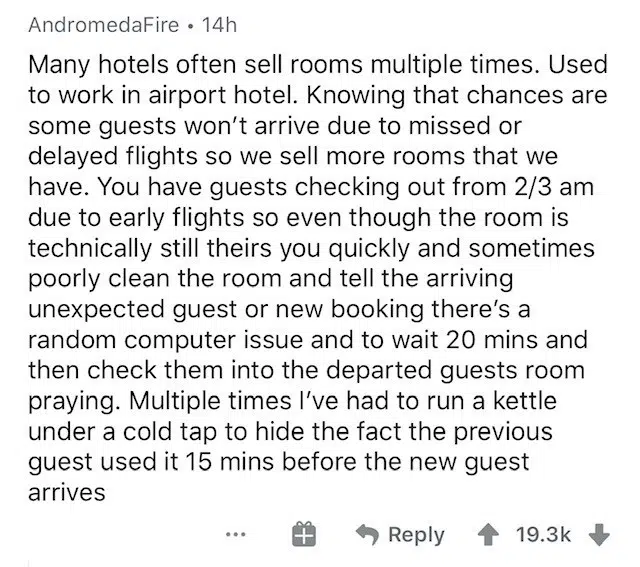 AndromedaFire • 14h
Many hotels often sell rooms multiple times. Used
to work in airport hotel. Knowing that chances are
some guests won’t arrive due to missed or
delayed flights so we sell more rooms that we
have. You have guests checking out from 2/3 am
due to early flights so even though the room is
technically still theirs you quickly and sometimes
poorly clean the room and tell the arriving
unexpected guest or new booking there’s a
random computer issue and to wait 20 mins and
then check them into the departed guests room
praying. Multiple times I’ve had to run a kettle
under a cold tap to hide the fact the previous
guest used it 15 mins before the new guest
arrives
... Reply 19.3k